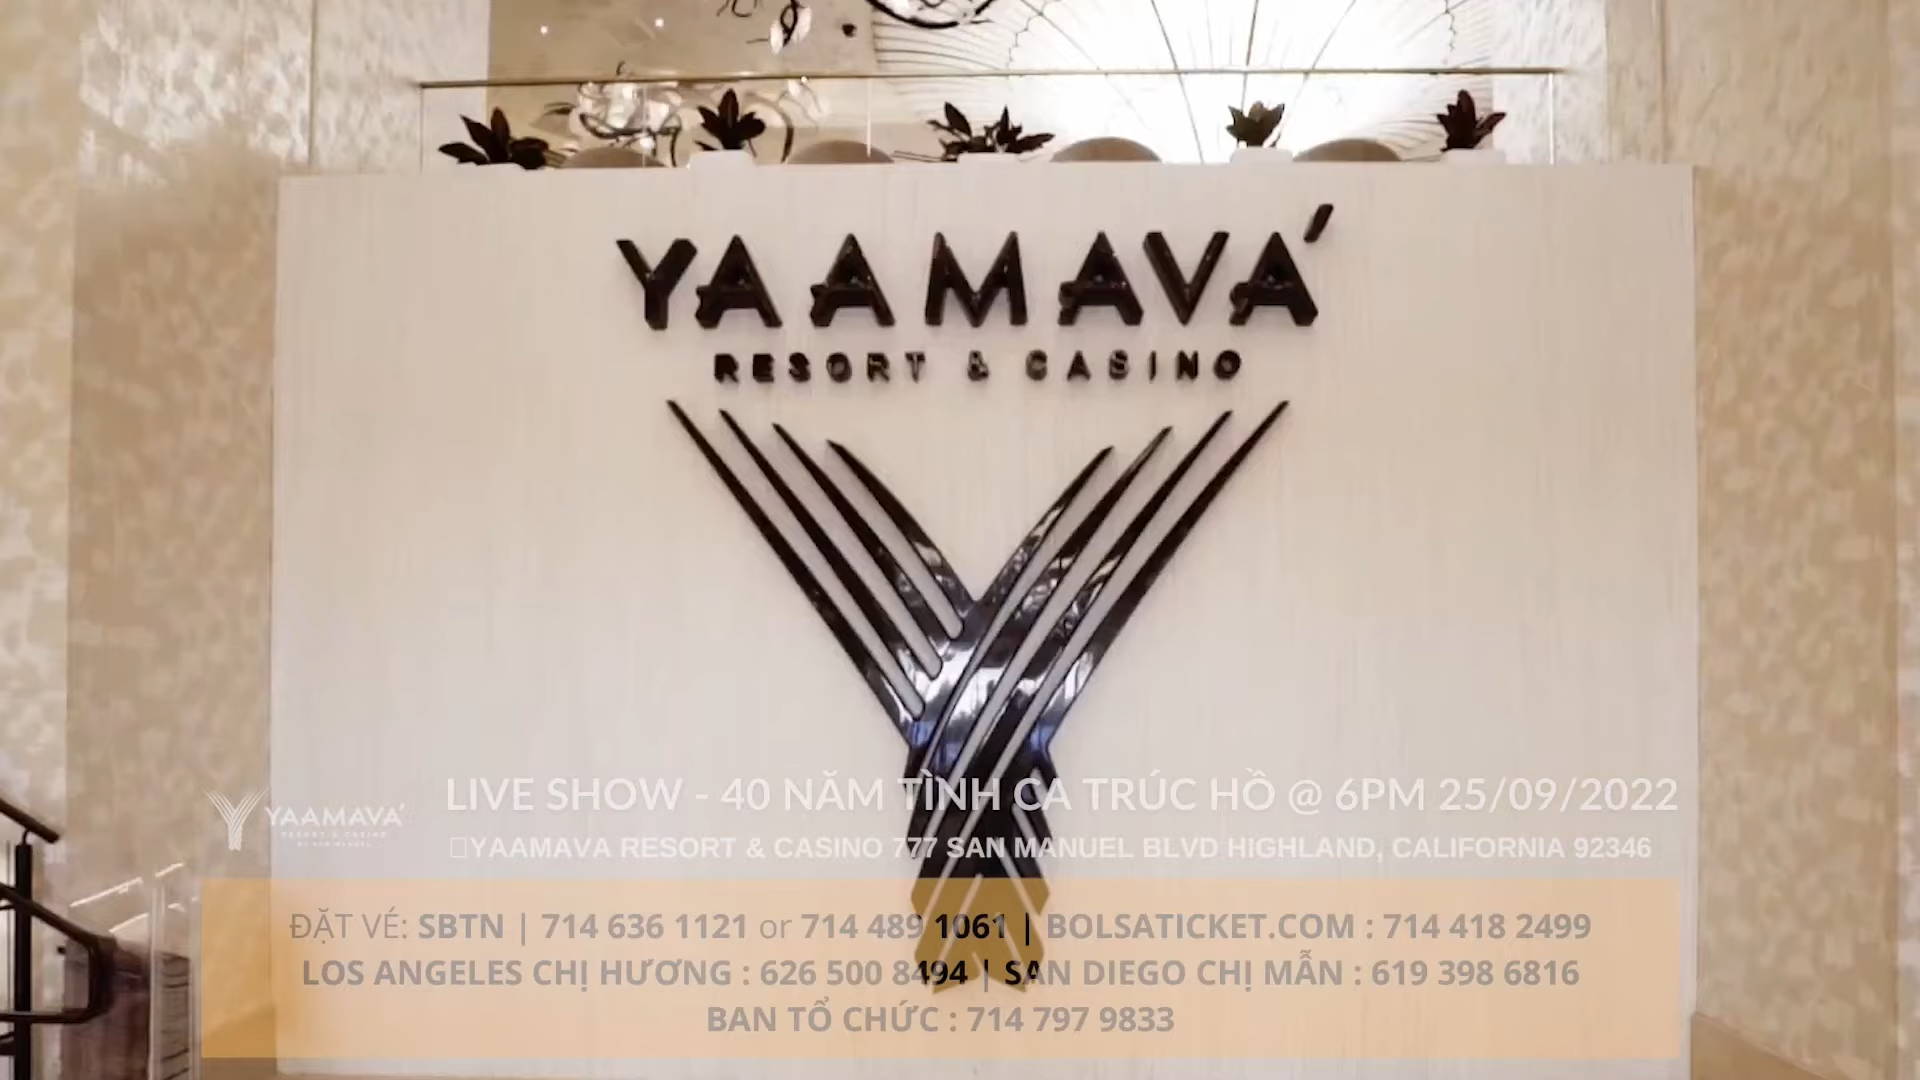 YAAMAVA'
RESORT & CASINO
LIVE SHOW - 40 NĂM TÌNH CA TRÚC HỒ @ 6PM 25/09/2022
YAAMAVA'
RESORT & CASINO
YAAMAVA RESORT & CASINO 777 SAN MANUEL BLVD HIGHLAND, CALIFORNIA 92346
ĐẶT VÉ: SBTN | 714 636 1121 or 714 489 1061 | BOLSATICKET.COM : 714 418 2499
LOS ANGELES CHỊ HƯƠNG : 626 500 8494 | SAN DIEGO CHỊ MẪN : 619 398 6816
BAN TỔ CHỨC : 714 797 9833